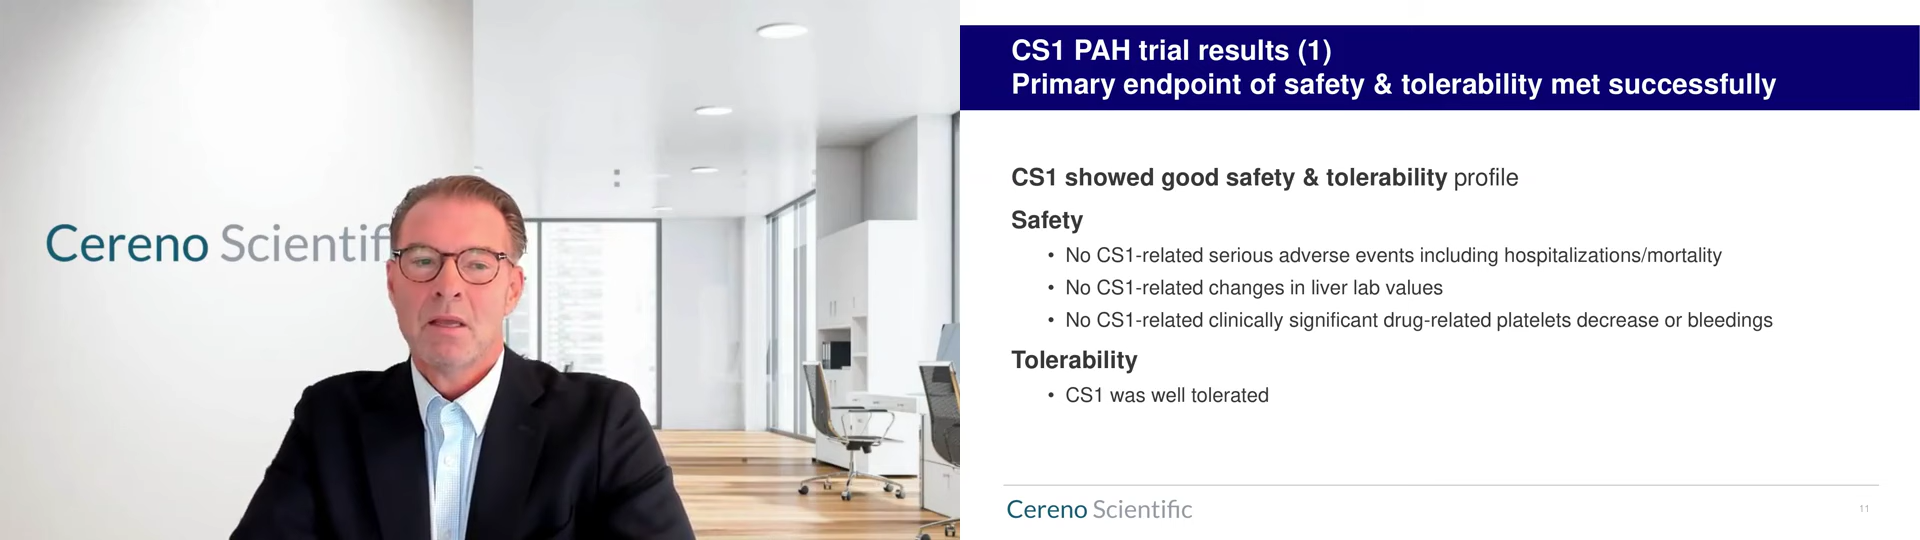 Cereno Scientif
CS1 PAH trial results (1)
Primary endpoint of safety & tolerability met successfully
CS1 showed good safety & tolerability profile
Safety
• No CS1-related serious adverse events including hospitalizations/mortality
• No CS1-related changes in liver lab values
• No CS1-related clinically significant drug-related platelets decrease or bleedings
Tolerability
• CS1 was well tolerated
Cereno Scientific
11